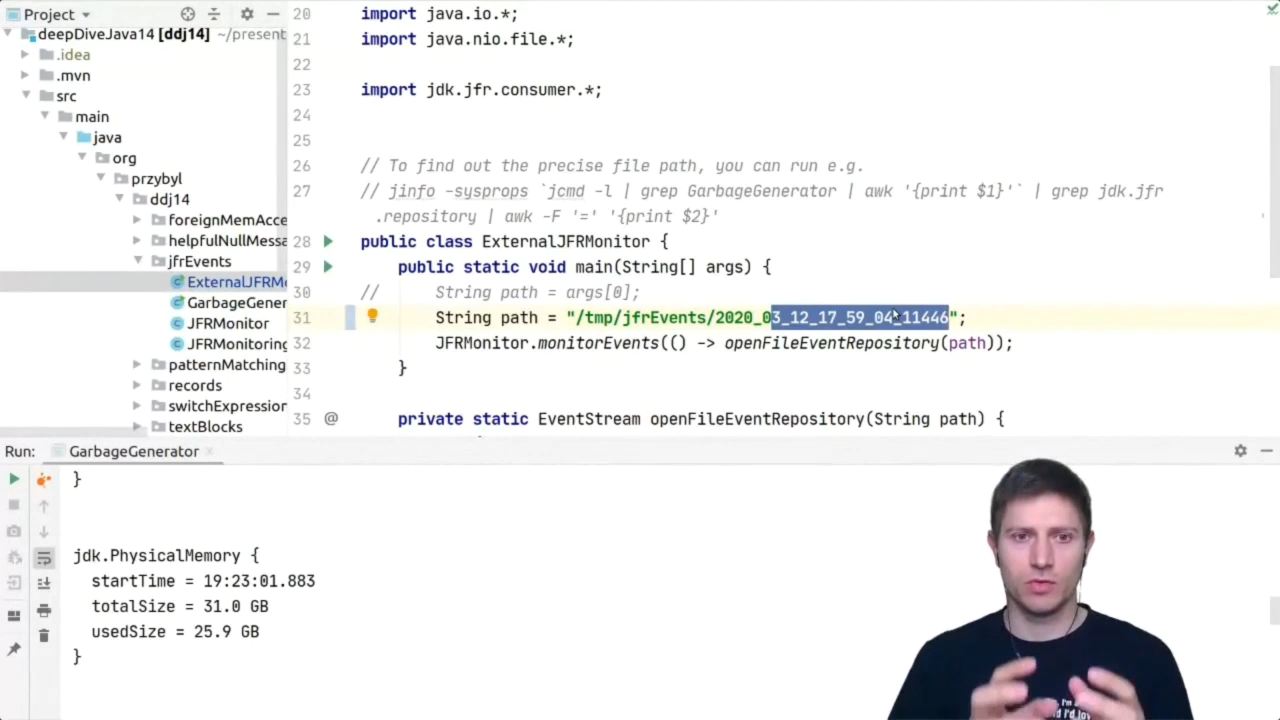 Project
deepDiveJava14 [ddj14] ~/present
.idea
.mvn
src
main
java
org
przybyl
ddj14
foreignMemAcce
helpfulNullMessa
jfrEvents
ExternalJFRMo
GarbageGener
JFRMonitor
JFRMonitoring
patternMatching
records
switchExpression
textBlocks
20 import java.io.*;
21 import java.nio.file.*;
22
23 import jdk.jfr.consumer.*;
24
25
26 // To find out the precise file path, you can run e.g.
27 // jinfo -sysprops `jcmd -l | grep GarbageGenerator | awk '{print $1}'` | grep jdk.jfr
.repository | awk -F '=' '{print $2}'
28 public class ExternalJFRMonitor {
29 public static void main(String[] args) {
30 // String path = args[0];
31 String path = "/tmp/jfrEvents/2020_03_12_17_59_04_11446";
32 JFRMonitor.monitorEvents(() -> openFileEventRepository(path));
33 }
34
35 @ private static EventStream openFileEventRepository(String path) {
Run: GarbageGenerator
}
jdk.PhysicalMemory {
startTime = 19:23:01.883
totalSize = 31.0 GB
usedSize = 25.9 GB
}